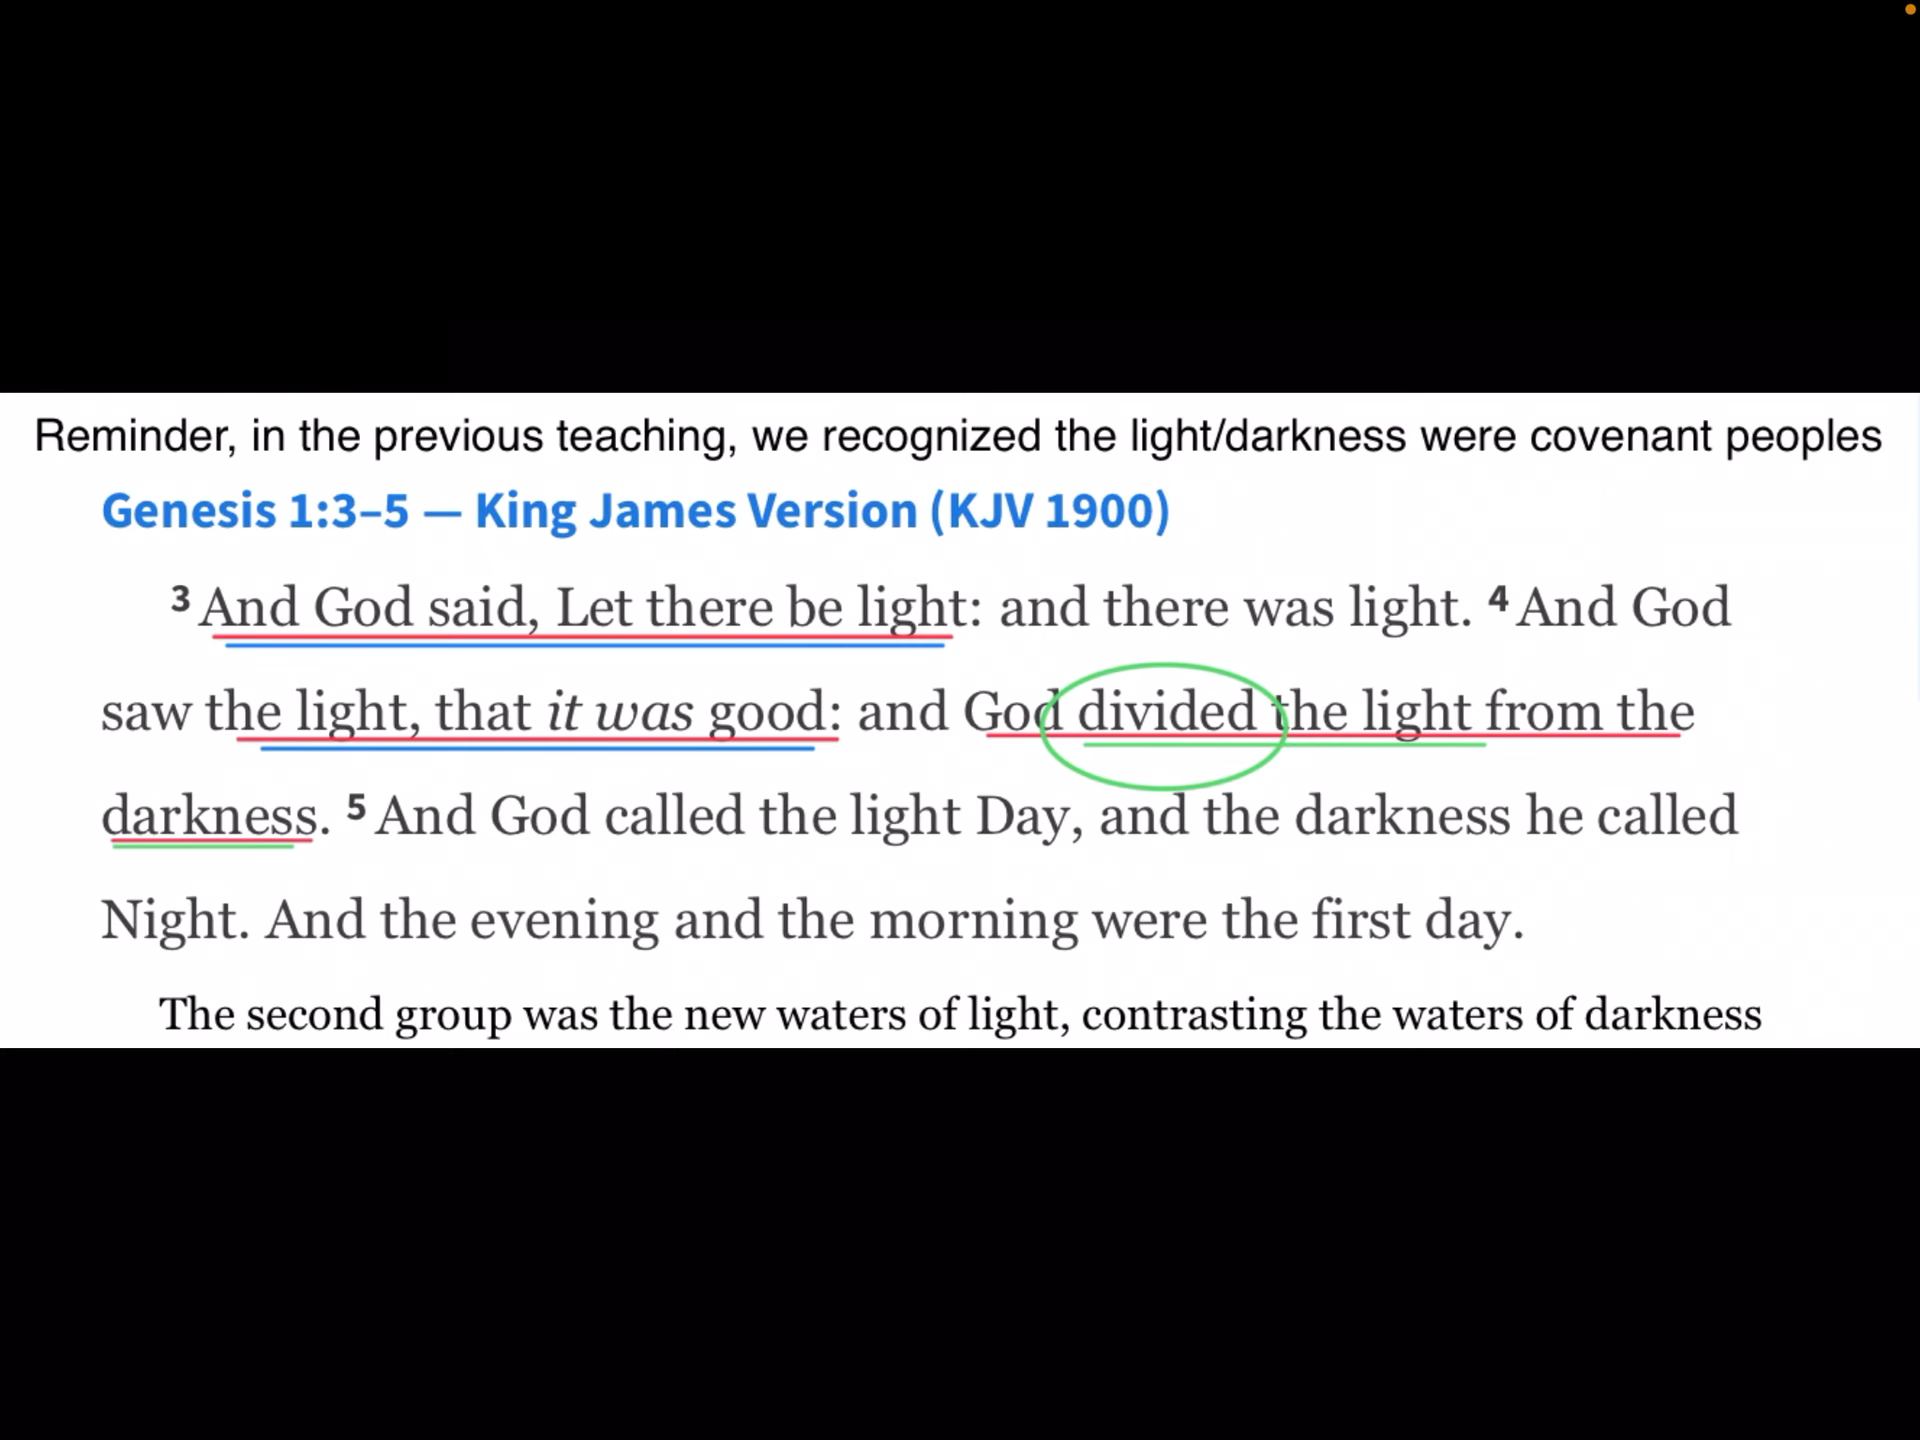 Reminder, in the previous teaching, we recognized the light/darkness were covenant peoples
Genesis 1:3–5 — King James Version (KJV 1900)
3 And God said, Let there be light: and there was light. 4 And God
saw the light, that it was good: and God divided the light from the
darkness. 5 And God called the light Day, and the darkness he called
Night. And the evening and the morning were the first day.
The second group was the new waters of light, contrasting the waters of darkness